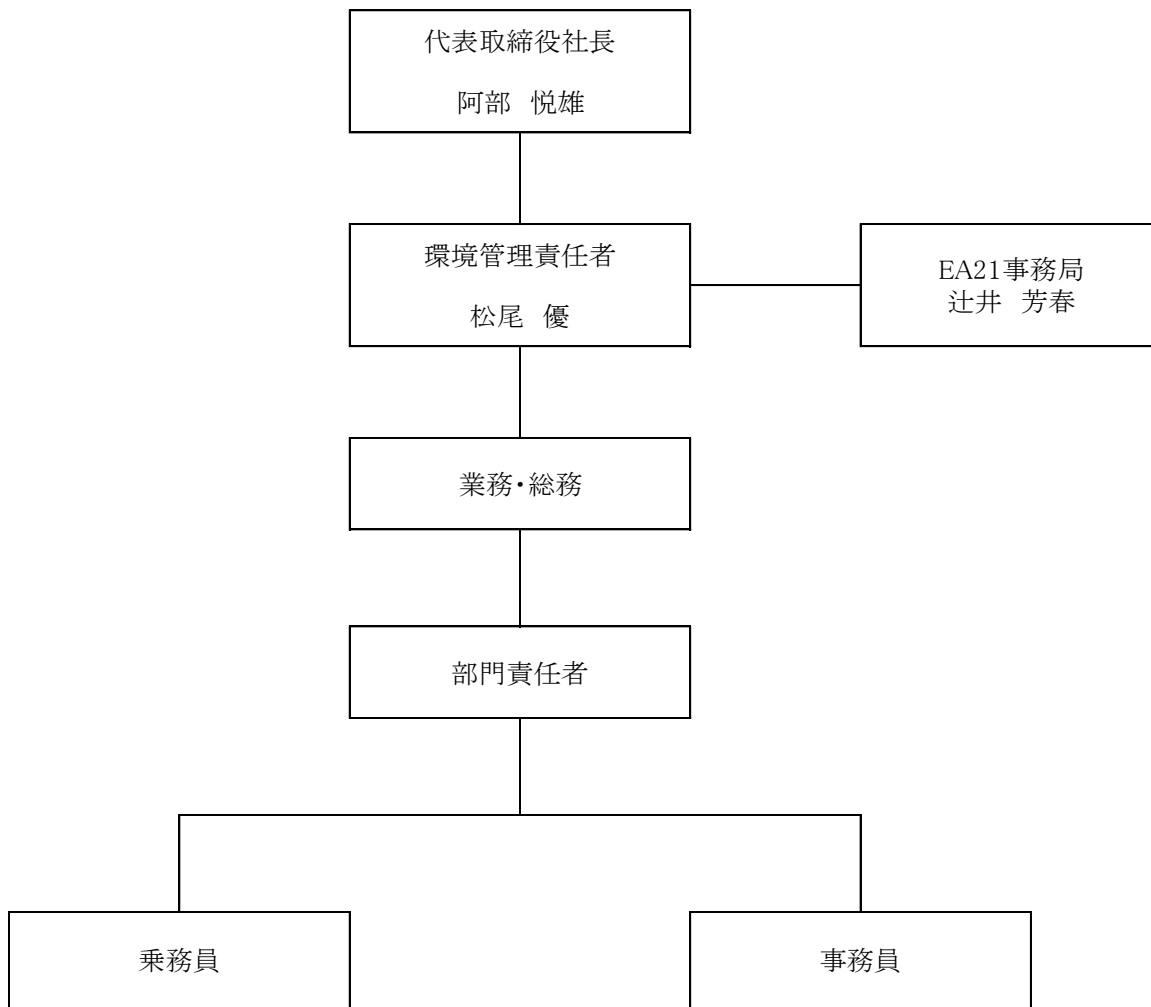 代表取締役社長
阿部 悦雄
環境管理責任者
松尾 優
EA21事務局
辻井 芳春
業務・総務
部門責任者
乗務員
事務員